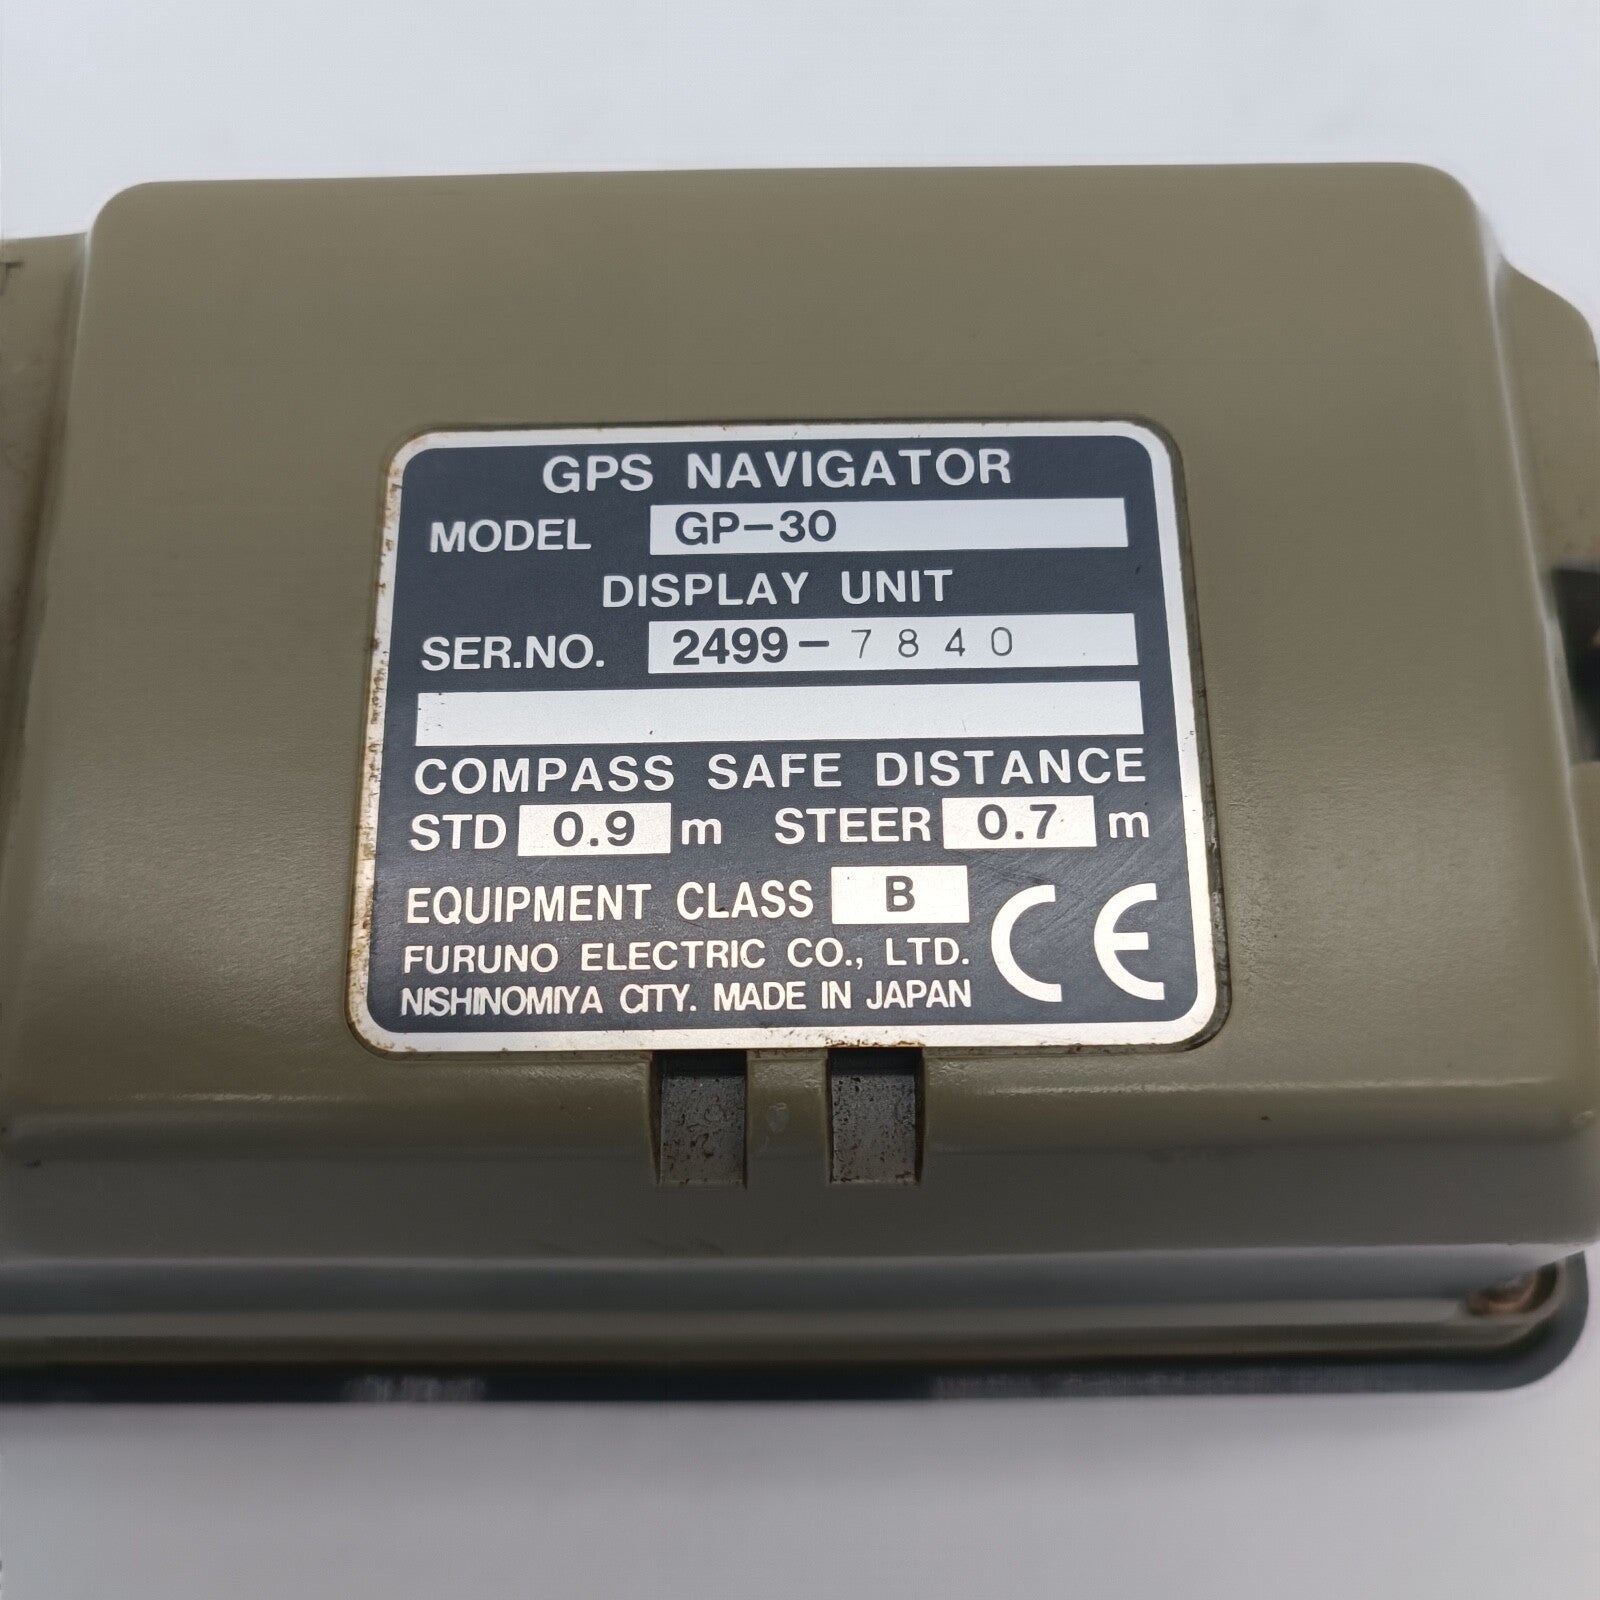 GPS NAVIGATOR
MODEL GP-30
DISPLAY UNIT
SER.NO. 2499-7840
COMPASS SAFE DISTANCE
STD 0.9 m STEER 0.7 m
EQUIPMENT CLASS B
FURUNO ELECTRIC CO., LTD.
NISHINOMIYA CITY. MADE IN JAPAN
CE